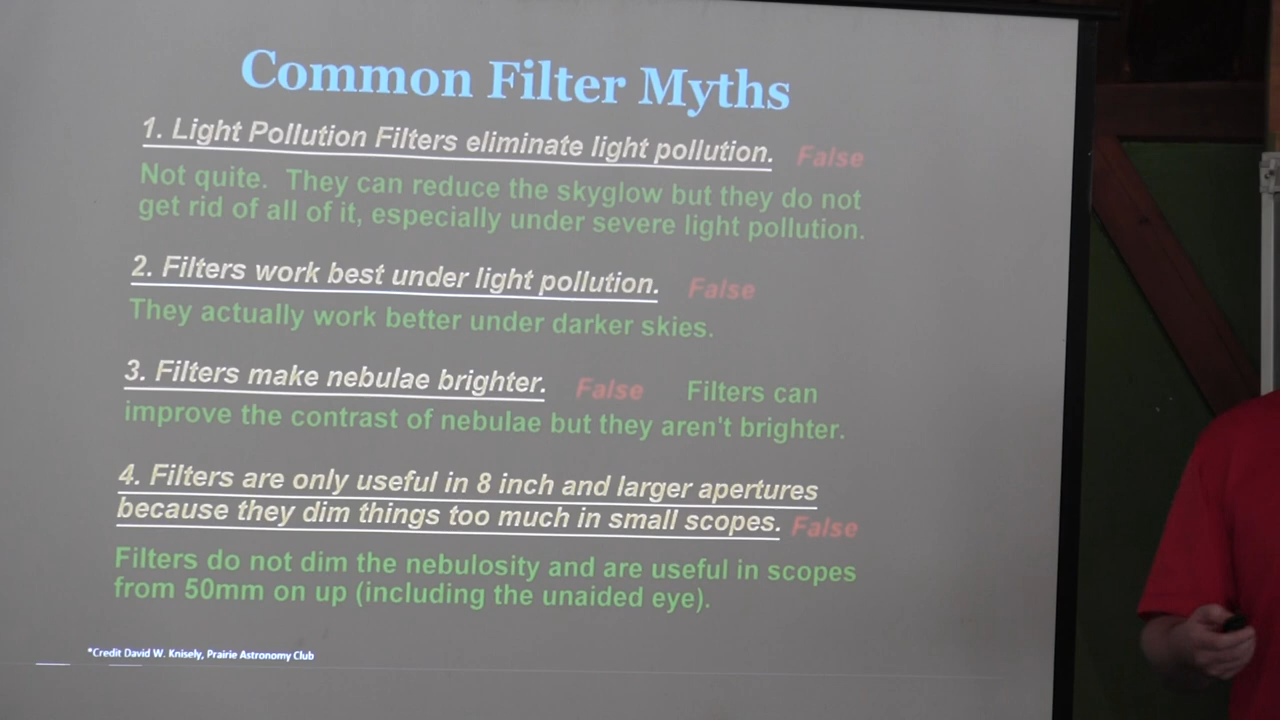 Common Filter Myths
1. Light Pollution Filters eliminate light pollution. False
Not quite. They can reduce the skyglow but they do not
get rid of all of it, especially under severe light pollution.
2. Filters work best under light pollution. False
They actually work better under darker skies.
3. Filters make nebulae brighter. False Filters can
improve the contrast of nebulae but they aren't brighter.
4. Filters are only useful in 8 inch and larger apertures
because they dim things too much in small scopes. False
Filters do not dim the nebulosity and are useful in scopes
from 50mm on up (including the unaided eye).
*Credit David W. Knisely, Prairie Astronomy Club